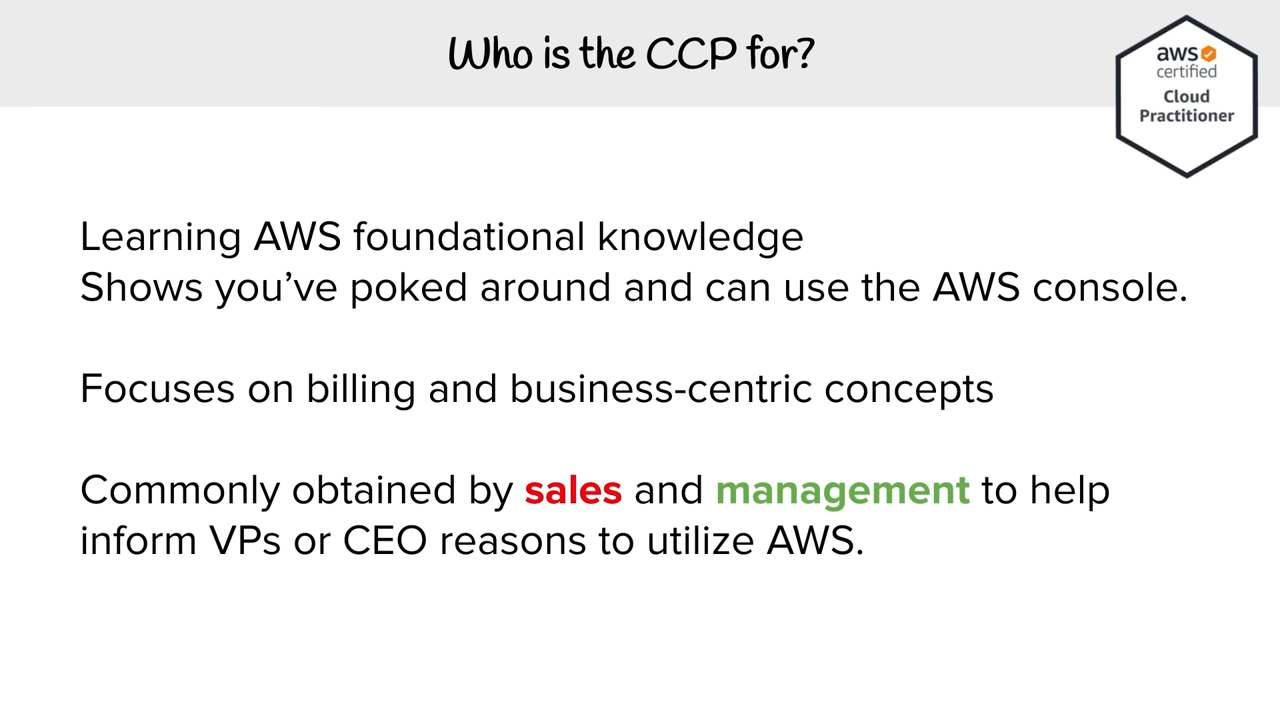 Who is the CCP for?
aws
certified
Cloud
Practitioner
Learning AWS foundational knowledge
Shows you’ve poked around and can use the AWS console.
Focuses on billing and business-centric concepts
Commonly obtained by sales and management to help
inform VPs or CEO reasons to utilize AWS.